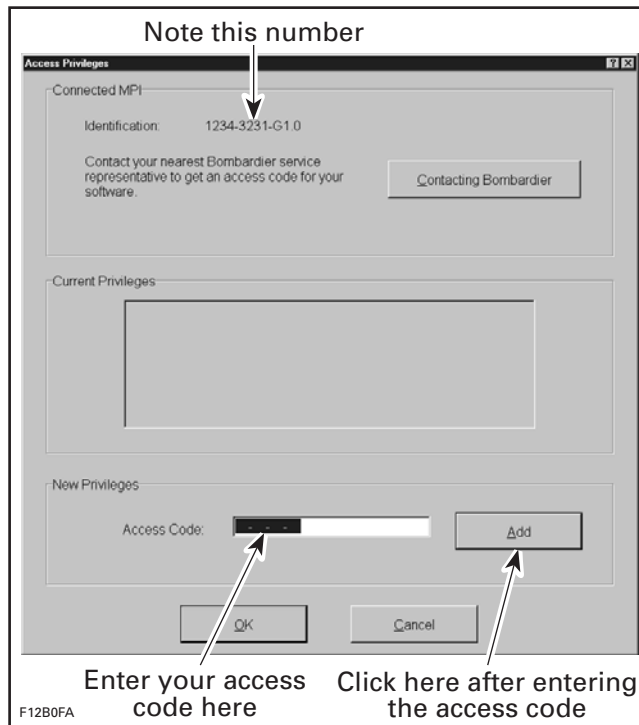 Note this number
Access Privileges
Connected MPI
Identification: 1234-3231-G1.0
Contact your nearest Bombardier service
representative to get an access code for your
software.
Contacting Bombardier
Current Privileges
New Privileges
Access Code: - - -
Add
OK
Cancel
Enter your access
code here
Click here after entering
the access code
F12B0FA